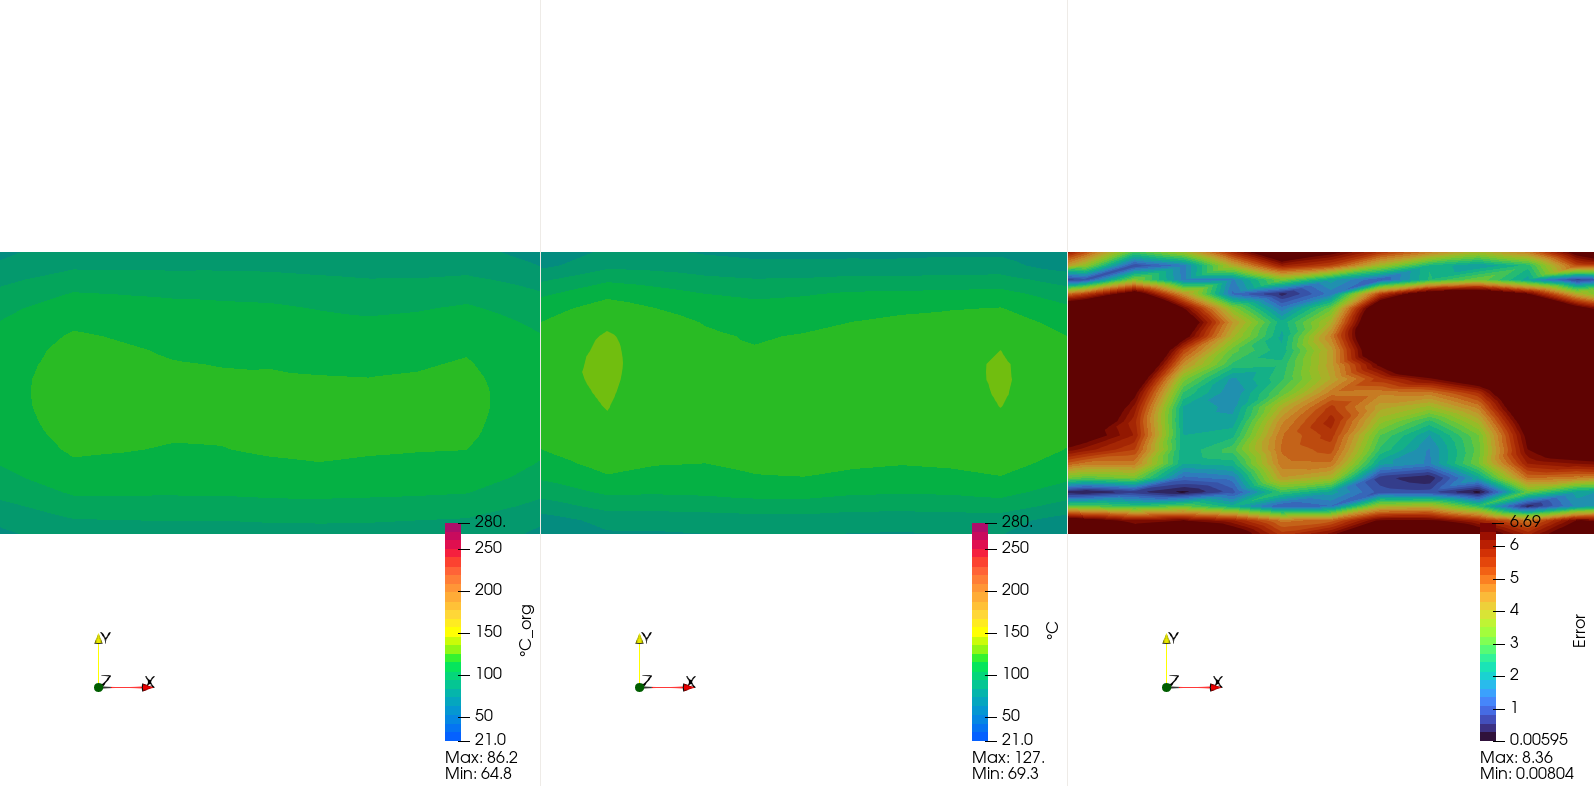 280.
250
200
150
100
50
21.0
°C_org
Max: 86.2
Min: 64.8
Y
Z
X
280.
250
200
150
100
50
21.0
°C
Max: 127.
Min: 69.3
Y
Z
X
6.69
6
5
4
3
2
1
0.00595
Error
Max: 8.36
Min: 0.00804
Y
Z
X